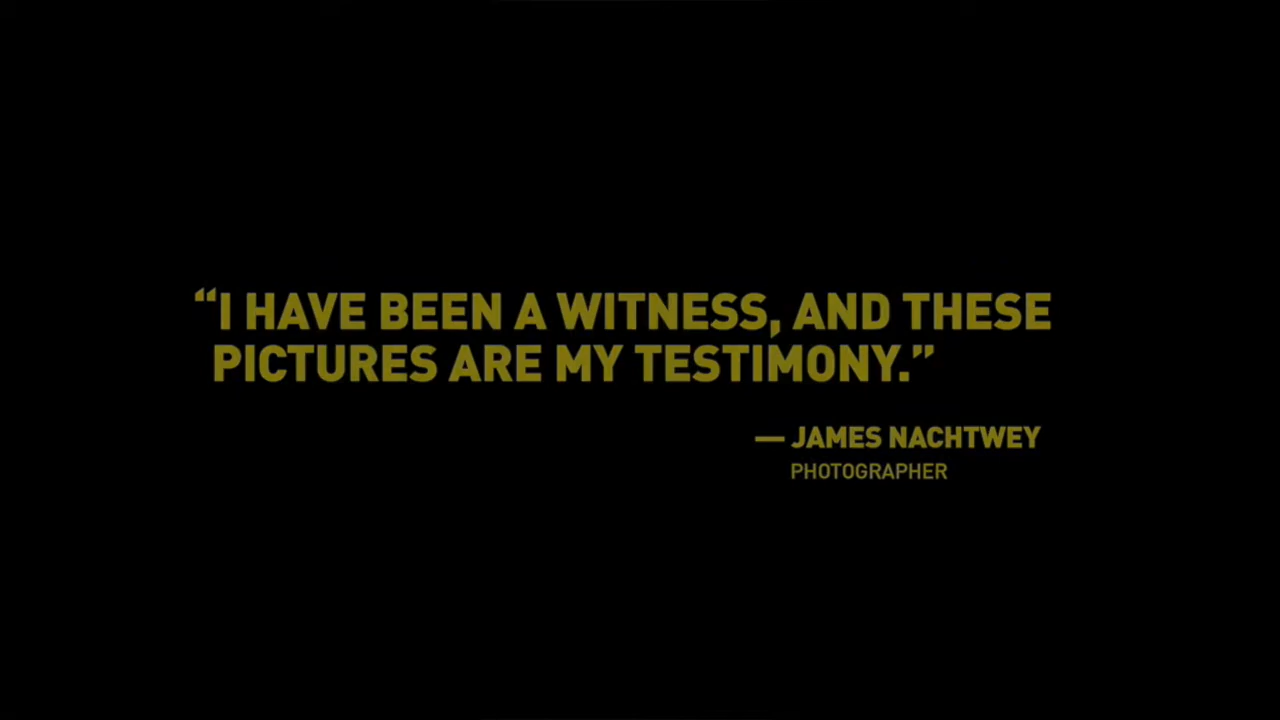 “I HAVE BEEN A WITNESS, AND THESE
PICTURES ARE MY TESTIMONY.”
— JAMES NACHTWEY
PHOTOGRAPHER